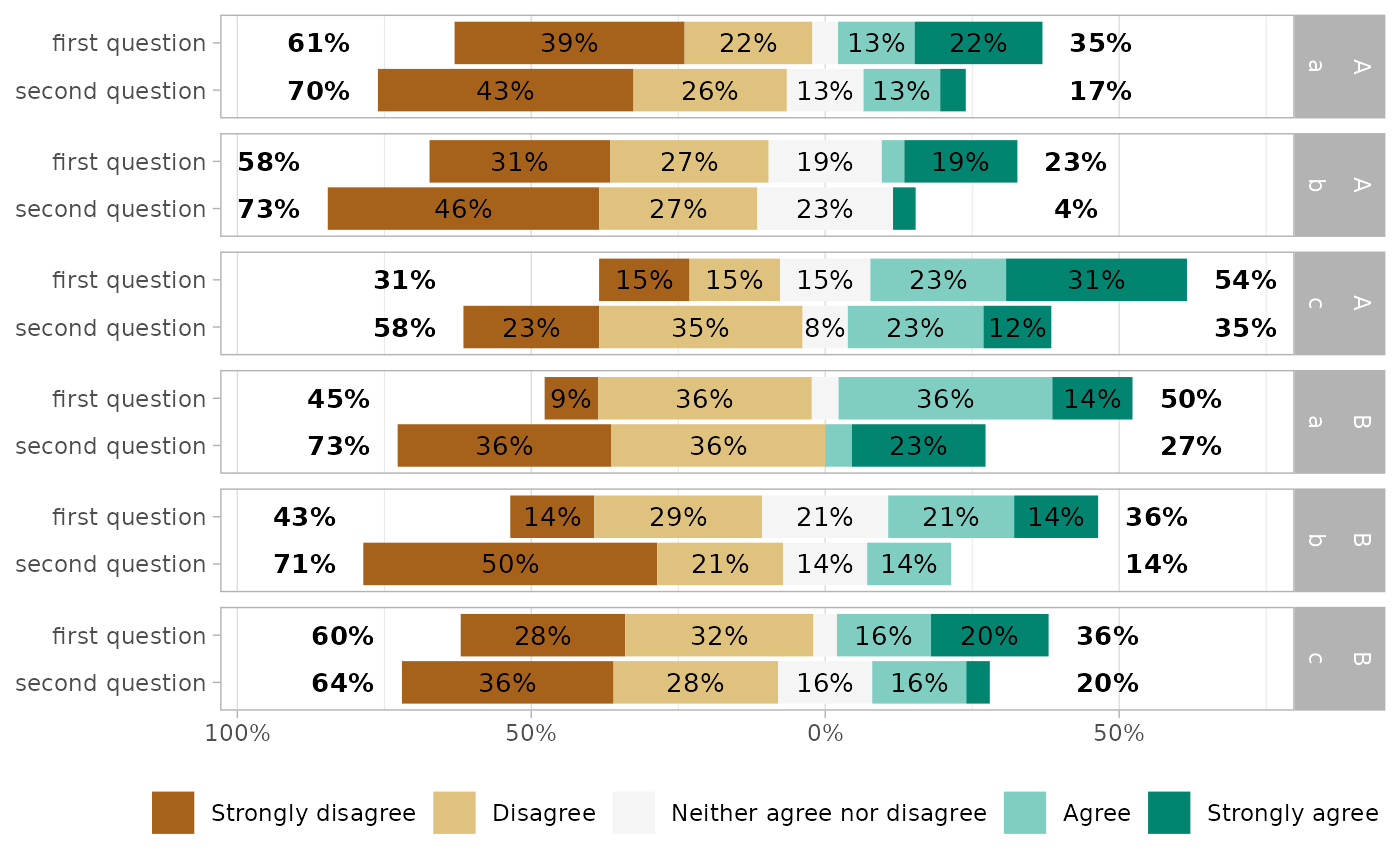 first question 61% 39% 22% 13% 22% 35%
second question 70% 43% 26% 13% 13% 17%
A
a
first question 58% 31% 27% 19% 19% 23%
second question 73% 46% 27% 23% 4%
A
b
first question 31% 15% 15% 15% 23% 31% 54%
second question 58% 23% 35% 8% 23% 12% 35%
A
c
first question 45% 9% 36% 36% 14% 50%
second question 73% 36% 36% 23% 27%
B
a
first question 43% 14% 29% 21% 21% 14% 36%
second question 71% 50% 21% 14% 14% 14%
B
b
first question 60% 28% 32% 16% 20% 36%
second question 64% 36% 28% 16% 16% 20%
B
c
100% 50% 0% 50%
Strongly disagree Disagree Neither agree nor disagree Agree Strongly agree